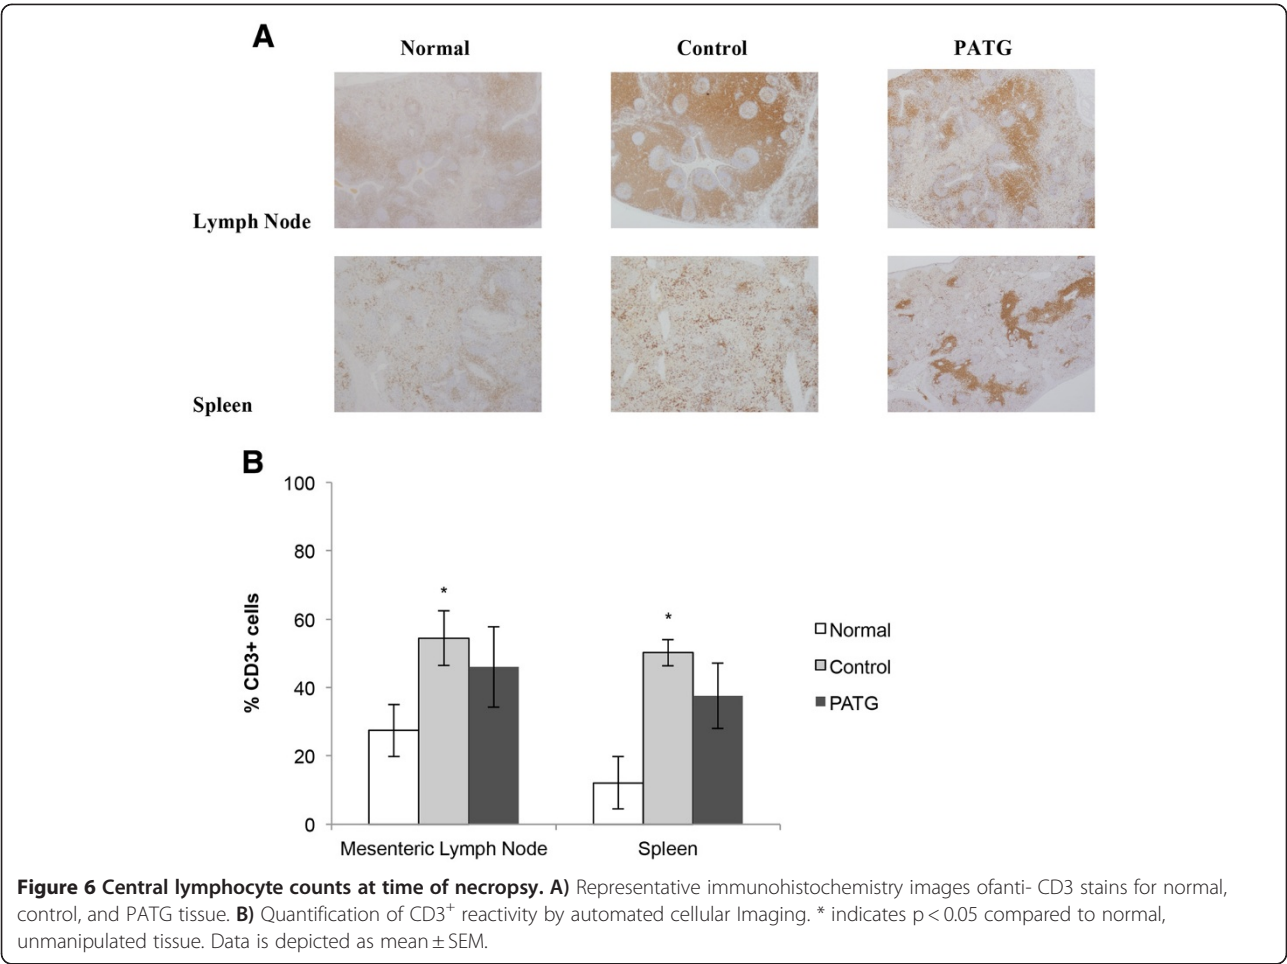 A
Normal Control PATG
Lymph Node
Spleen
B
100
80
60
40
20
0
% CD3+ cells
*
*
Mesenteric Lymph Node Spleen
Normal
Control
PATG
Figure 6 Central lymphocyte counts at time of necropsy. A) Representative immunohistochemistry images ofanti- CD3 stains for normal,
control, and PATG tissue. B) Quantification of CD3+ reactivity by automated cellular Imaging. * indicates p < 0.05 compared to normal,
unmanipulated tissue. Data is depicted as mean ± SEM.